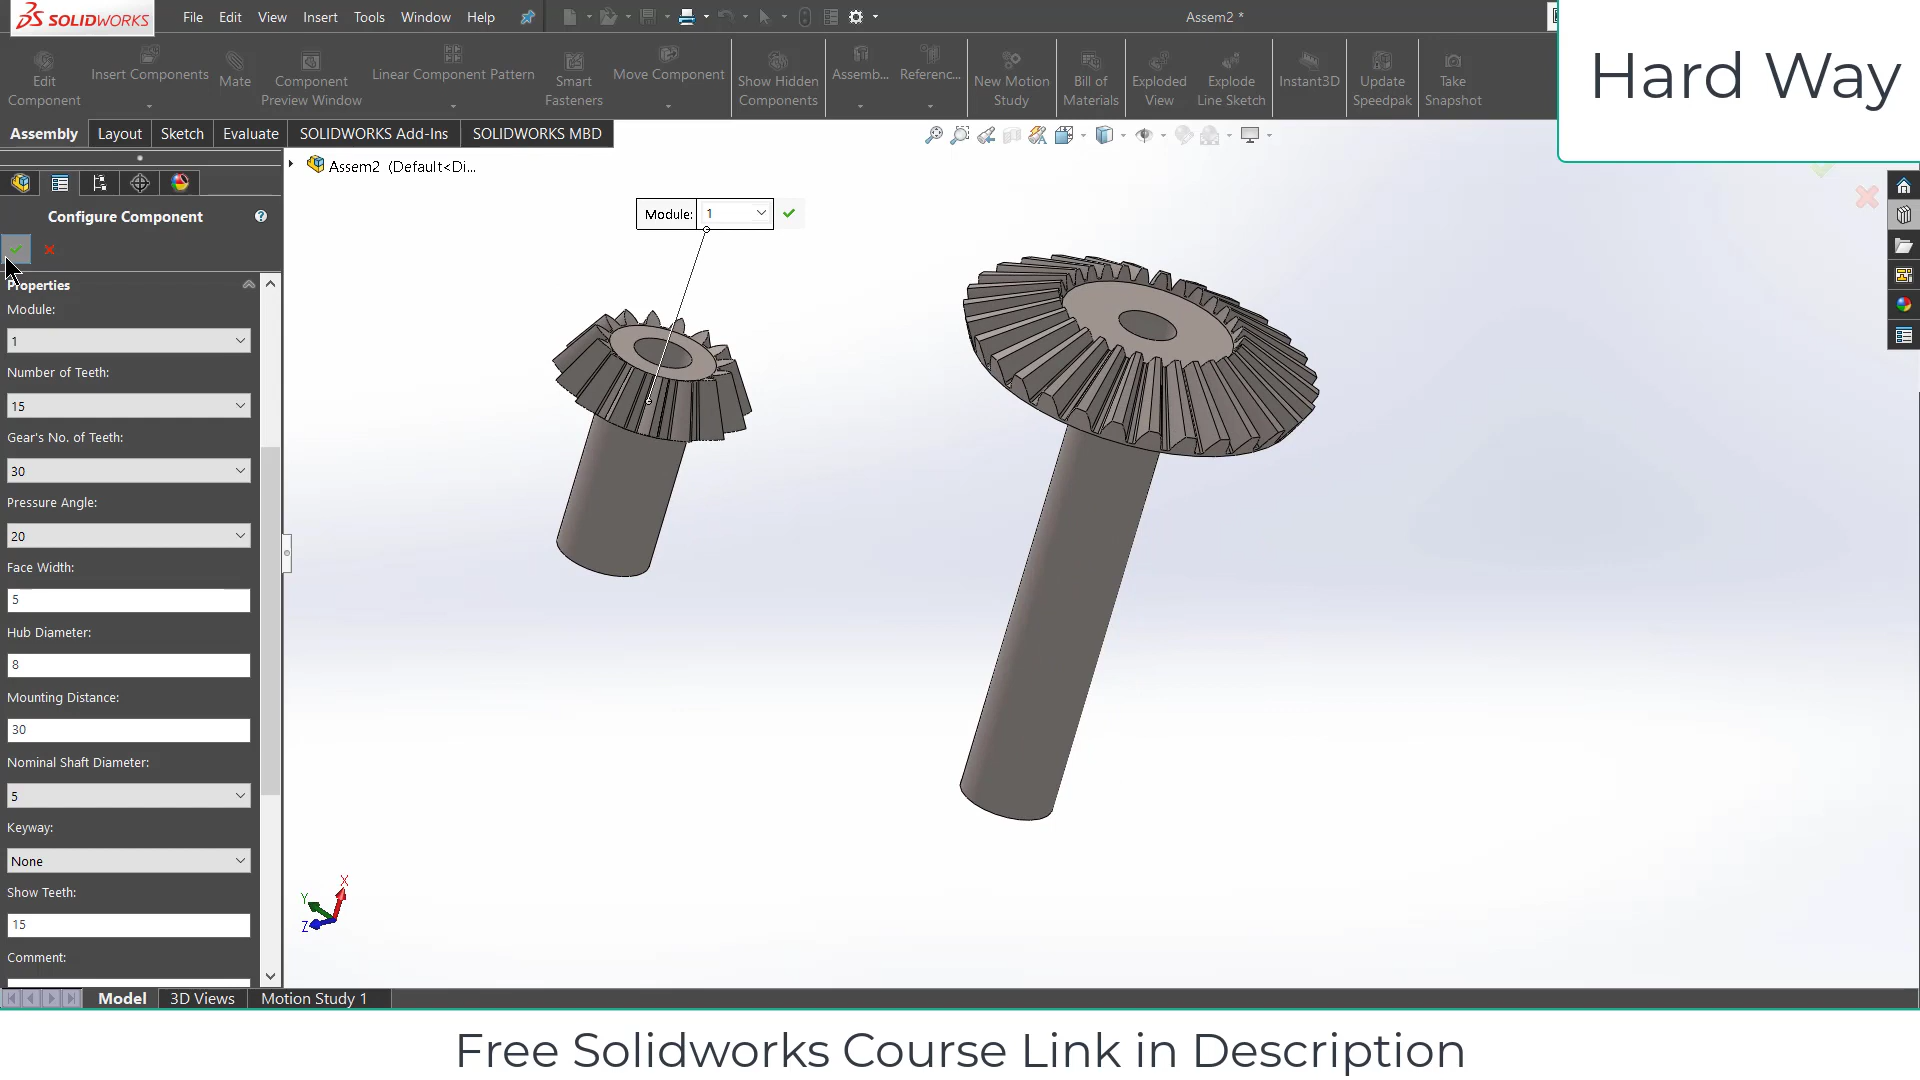 SOLIDWORKS
File Edit View Insert Tools Window Help
Assem2 *
Edit Component
Insert Components
Mate
Component Preview Window
Linear Component Pattern
Smart Fasteners
Move Component
Show Hidden Components
Assemb...
Referenc...
New Motion Study
Bill of Materials
Exploded View
Explode Line Sketch
Instant3D
Update Speedpak
Take Snapshot
Hard Way
Assembly Layout Sketch Evaluate SOLIDWORKS Add-Ins SOLIDWORKS MBD
Assem2 (Default<Di...
Configure Component
Module: 1
Properties
Module:
1
Number of Teeth:
15
Gear's No. of Teeth:
30
Pressure Angle:
20
Face Width:
5
Hub Diameter:
8
Mounting Distance:
30
Nominal Shaft Diameter:
5
Keyway:
None
Show Teeth:
15
Comment:
X
Y
Z
Model 3D Views Motion Study 1
Free Solidworks Course Link in Description